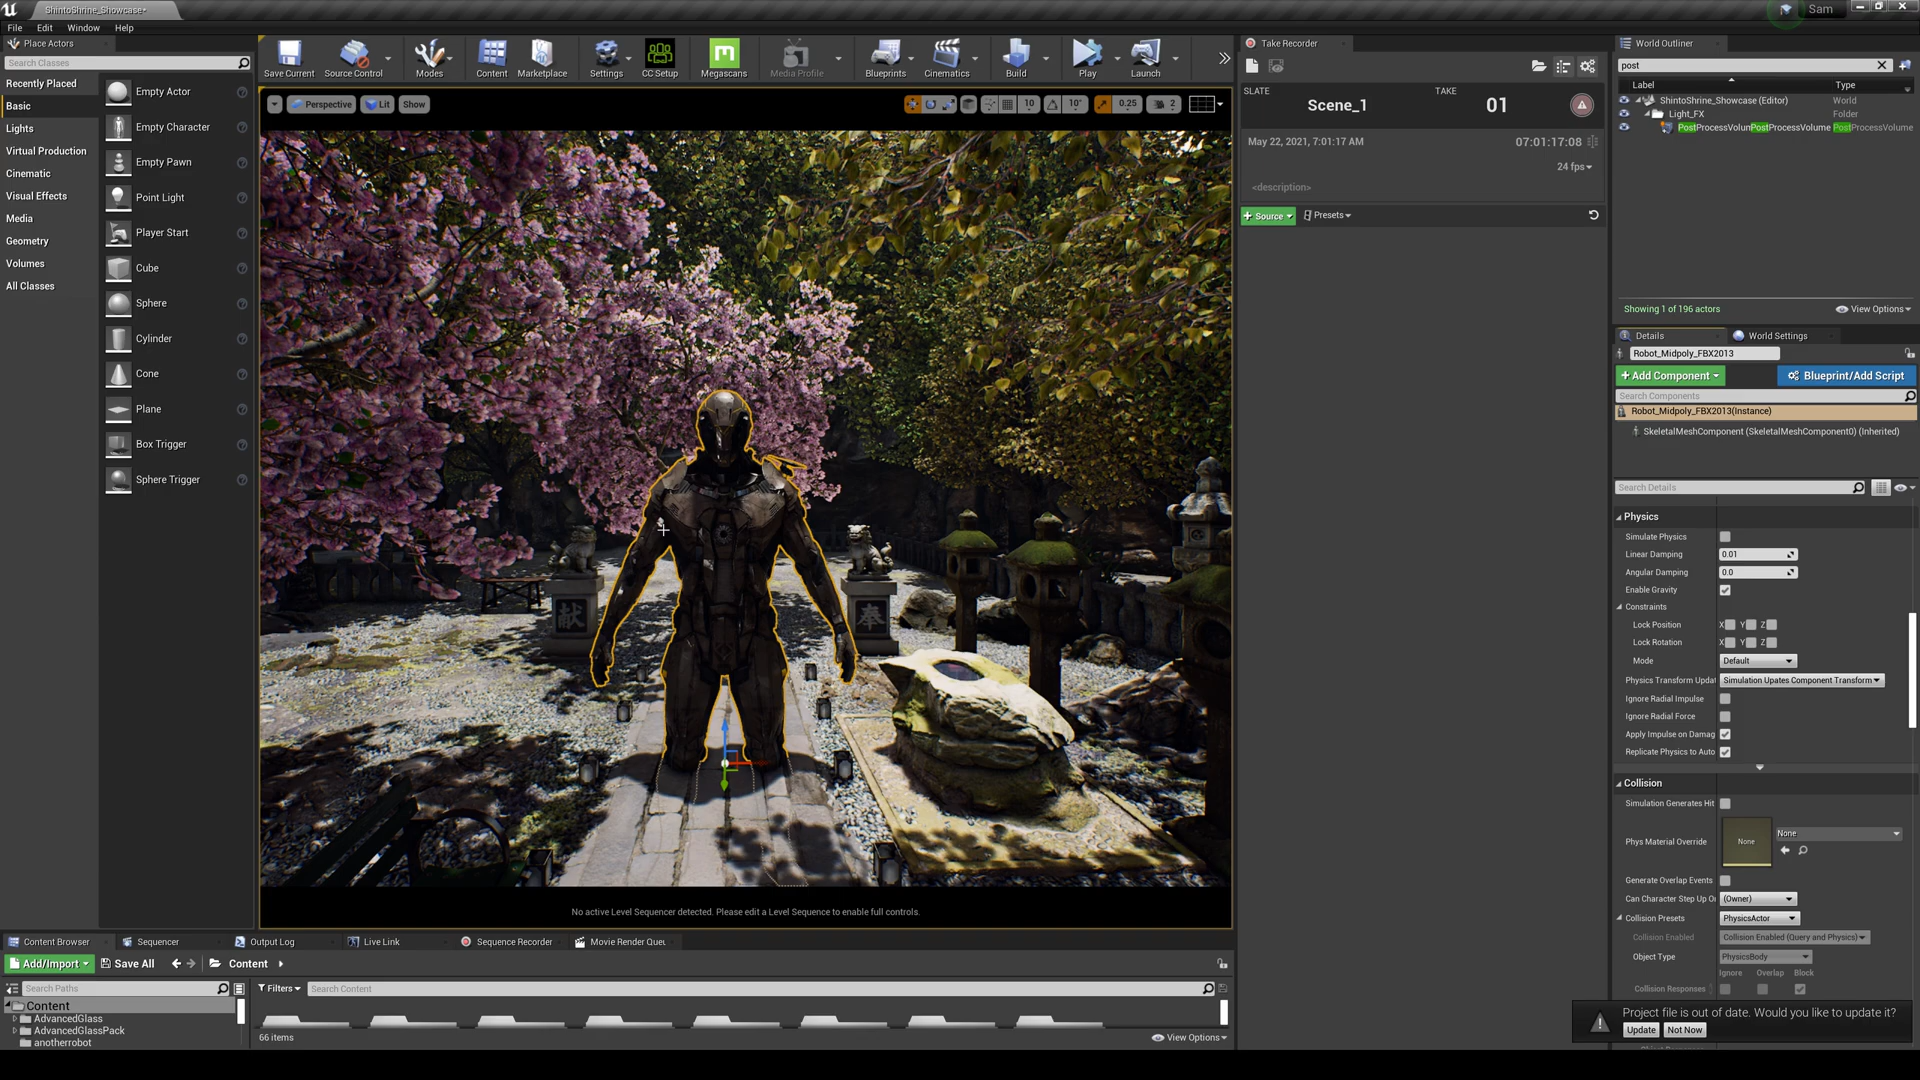 ShintoShrine_Showcase*
Sam
File Edit Window Help
Place Actors
Search Classes
Recently Placed
Basic
Lights
Virtual Production
Cinematic
Visual Effects
Media
Geometry
Volumes
All Classes
Empty Actor
Empty Character
Empty Pawn
Point Light
Player Start
Cube
Sphere
Cylinder
Cone
Plane
Box Trigger
Sphere Trigger
Save Current
Source Control
Modes
Content
Marketplace
Settings
CC Setup
Megascans
Media Profile
Blueprints
Cinematics
Build
Play
Launch
Perspective
Lit
Show
10
10°
0.25
2
献
奉
No active Level Sequencer detected. Please edit a Level Sequence to enable full controls.
Take Recorder
SLATE
Scene_1
TAKE
01
May 22, 2021, 7:01:17 AM
07:01:17:08
24 fps
<description>
+ Source
Presets
World Outliner
post
Label
Type
ShintoShrine_Showcase (Editor)
World
Light_FX
Folder
PostProcessVolunPostProcessVolume
PostProcessVolume
Showing 1 of 196 actors
View Options
Details
World Settings
Robot_Midpoly_FBX2013
+ Add Component
Blueprint/Add Script
Search Components
Robot_Midpoly_FBX2013(Instance)
SkeletalMeshComponent (SkeletalMeshComponent0) (Inherited)
Search Details
Physics
Simulate Physics
Linear Damping
0.01
Angular Damping
0.0
Enable Gravity
Constraints
Lock Position
X Y Z
Lock Rotation
X Y Z
Mode
Default
Physics Transform Updat
Simulation Upates Component Transform
Ignore Radial Impulse
Ignore Radial Force
Apply Impulse on Damag
Replicate Physics to Auto
Collision
Simulation Generates Hit
Phys Material Override
None
None
Generate Overlap Events
Can Character Step Up O
(Owner)
Collision Presets
PhysicsActor
Collision Enabled
Collision Enabled (Query and Physics)
Object Type
PhysicsBody
Ignore Overlap Block
Collision Responses
Project file is out of date. Would you like to update it?
Update
Not Now
Content Browser
Sequencer
Output Log
Live Link
Sequence Recorder
Movie Render Queu
Add/Import
Save All
Content
Search Paths
Filters
Search Content
Content
AdvancedGlass
AdvancedGlassPack
anotherrobot
66 items
View Options